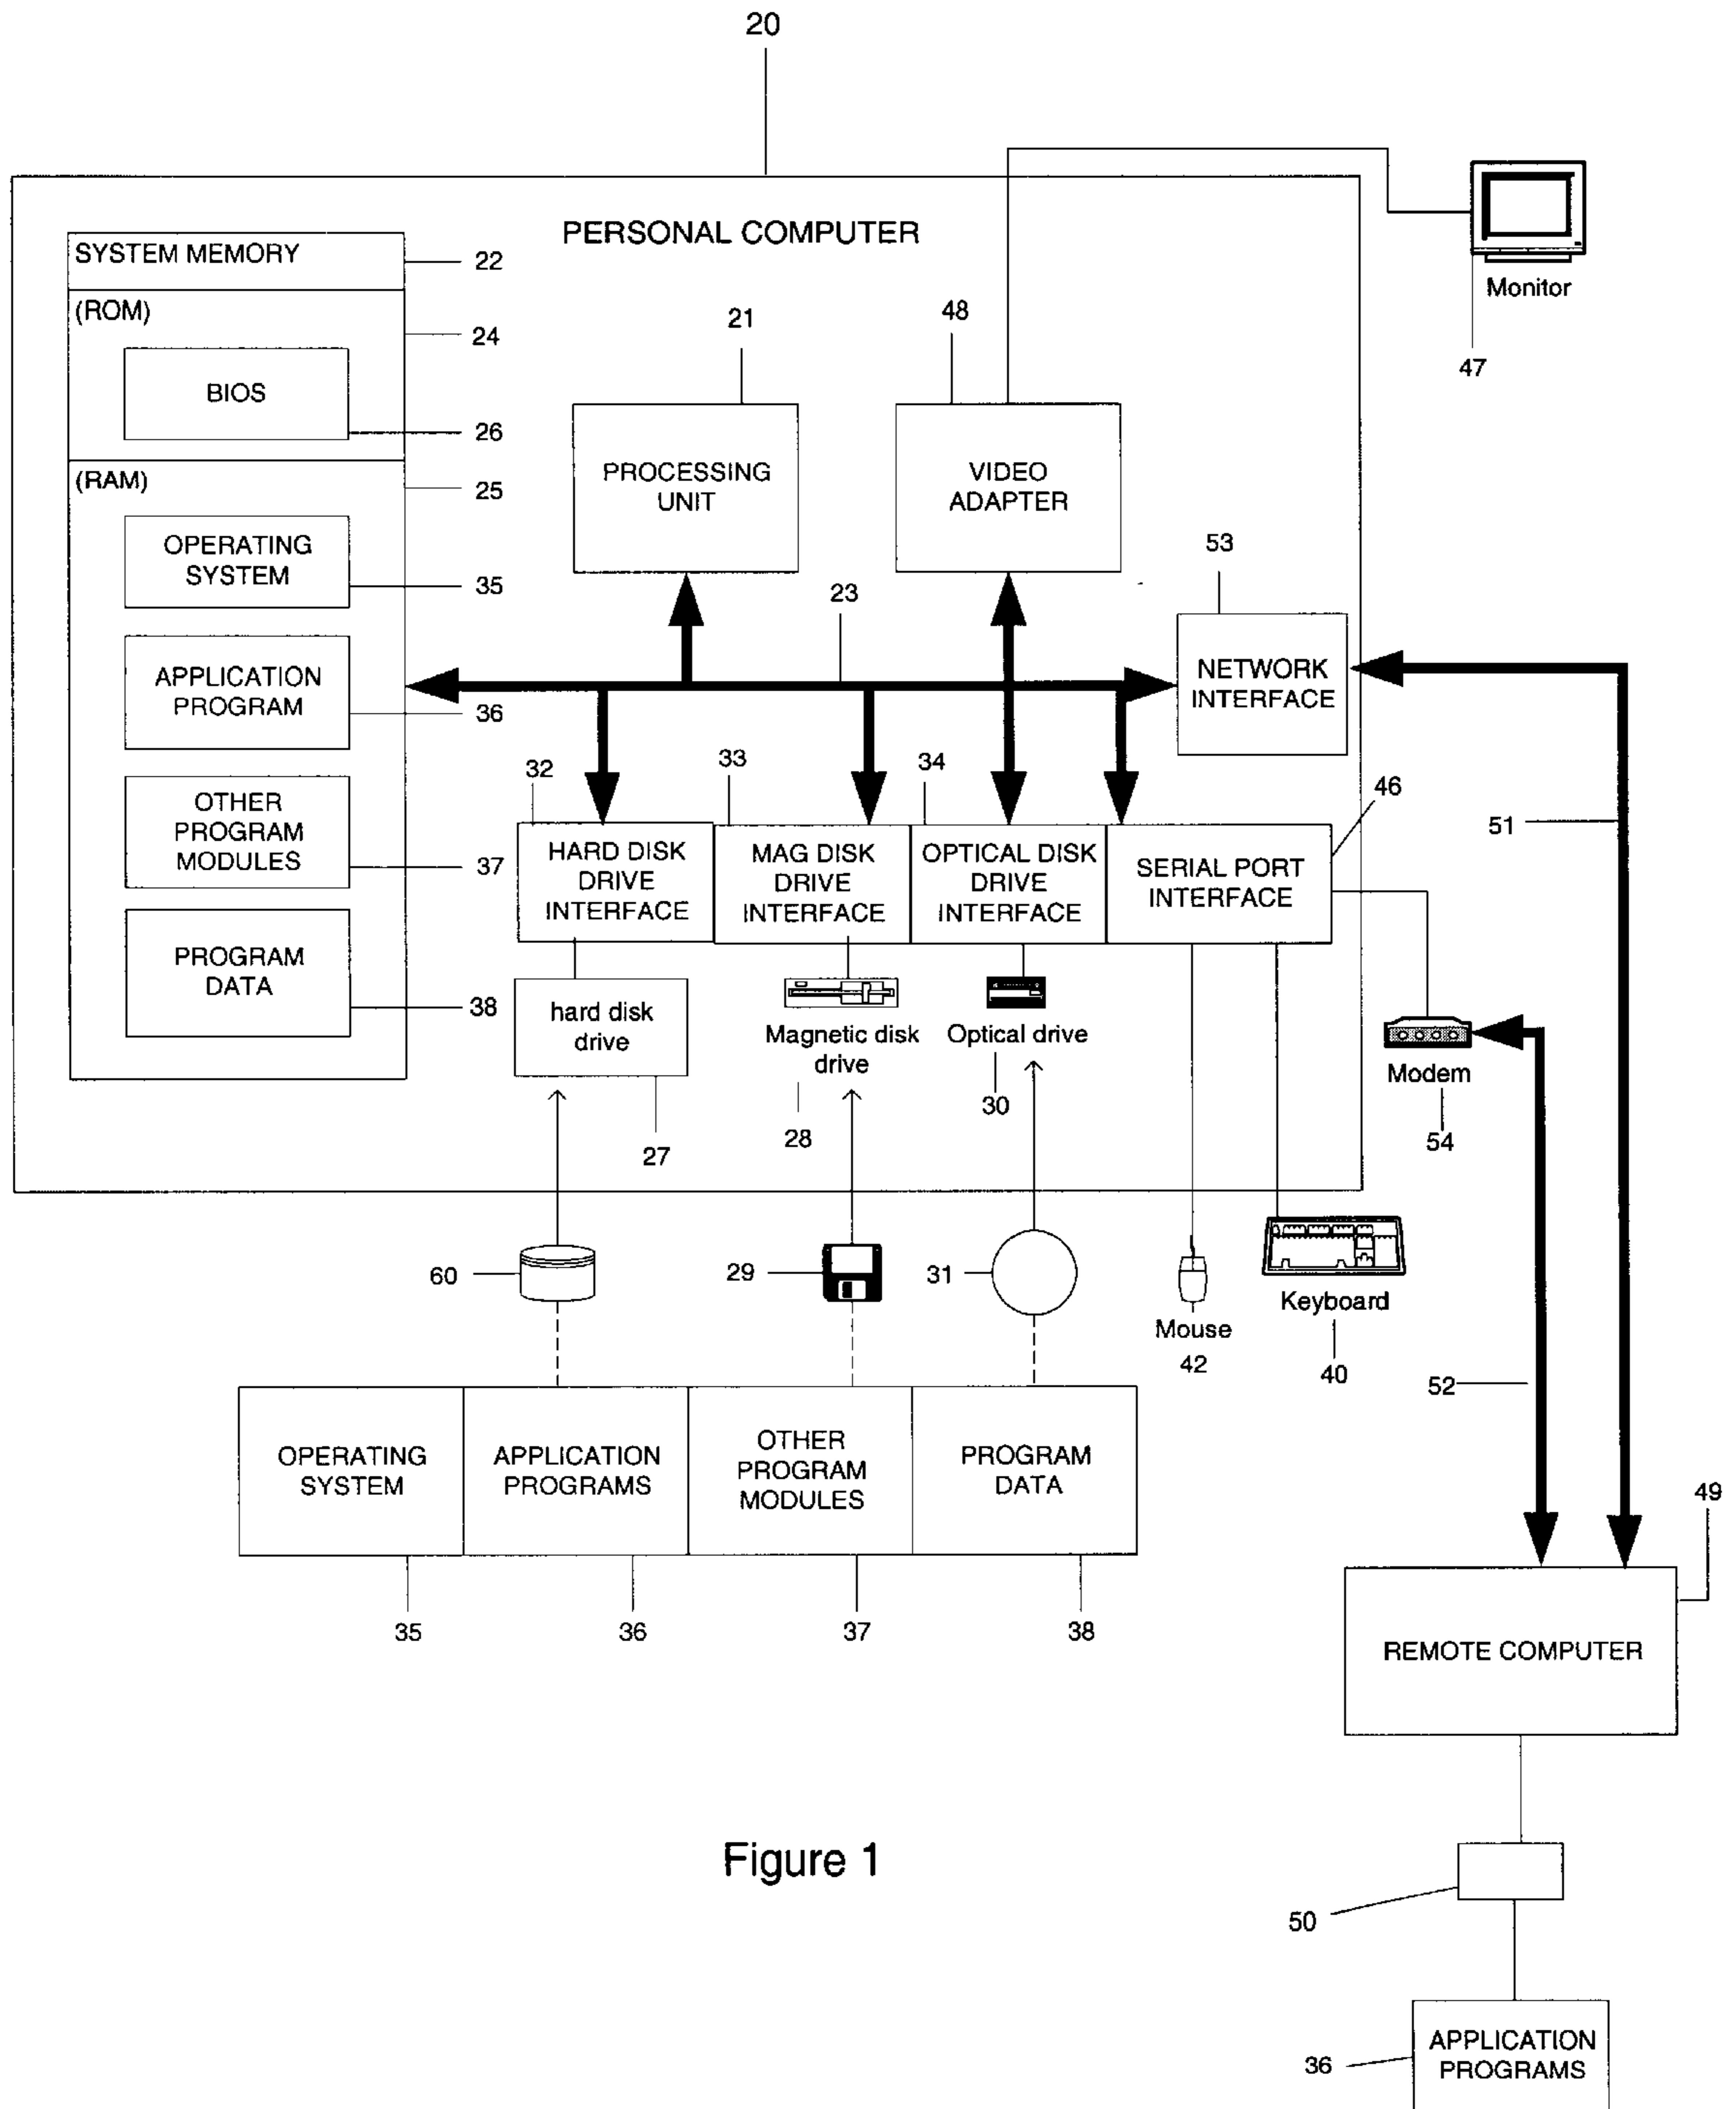 20
PERSONAL COMPUTER
SYSTEM MEMORY
22
(ROM)
24
BIOS
26
(RAM)
25
OPERATING
SYSTEM
35
APPLICATION
PROGRAM
36
OTHER
PROGRAM
MODULES
37
PROGRAM
DATA
38
21
PROCESSING
UNIT
48
VIDEO
ADAPTER
Monitor
47
23
53
NETWORK
INTERFACE
32
HARD DISK
DRIVE
INTERFACE
33
MAG DISK
DRIVE
INTERFACE
34
OPTICAL DISK
DRIVE
INTERFACE
46
SERIAL PORT
INTERFACE
51
hard disk
drive
27
Magnetic disk
drive
28
Optical drive
30
Modem
54
60
29
31
Mouse
42
Keyboard
40
52
OPERATING
SYSTEM
APPLICATION
PROGRAMS
OTHER
PROGRAM
MODULES
PROGRAM
DATA
35
36
37
38
49
REMOTE COMPUTER
Figure 1
50
36
APPLICATION
PROGRAMS